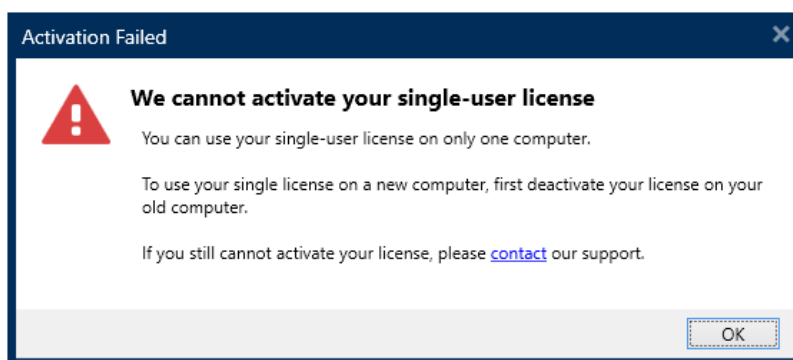 Activation Failed
We cannot activate your single-user license
You can use your single-user license on only one computer.
To use your single license on a new computer, first deactivate your license on your
old computer.
If you still cannot activate your license, please contact our support.
OK